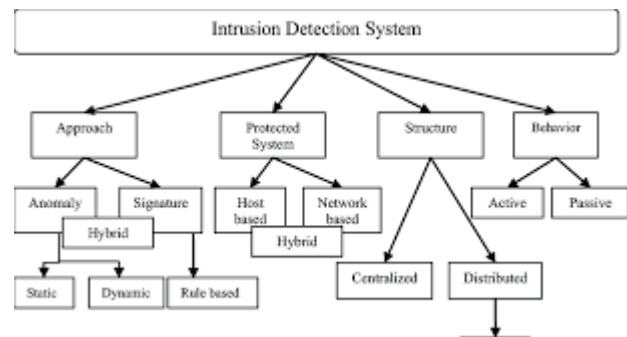 Intrusion Detection System
Approach
Protected
System
Structure
Behavior
Anomaly
Signature
Hybrid
Host
based
Network
based
Hybrid
Active
Passive
Static
Dynamic
Rule based
Centralized
Distributed